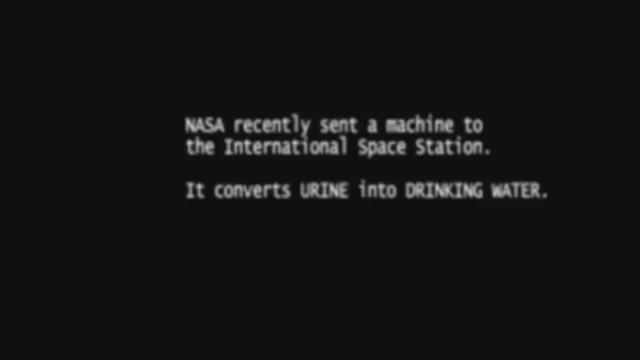 NASA recently sent a machine to
the International Space Station.
It converts URINE into DRINKING WATER.